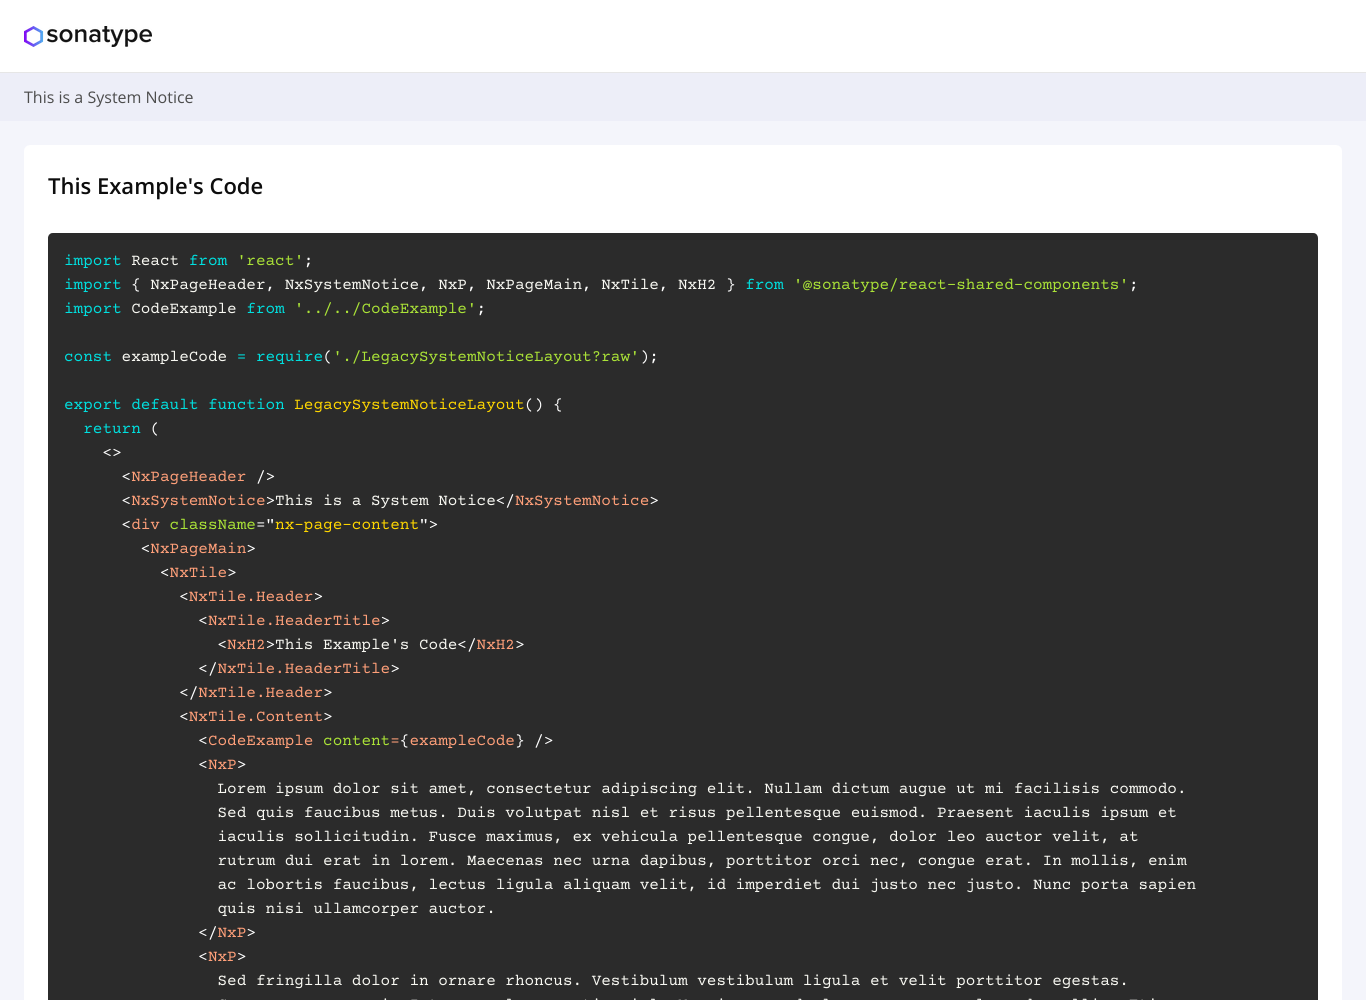 sonatype
This is a System Notice
This Example's Code
import React from 'react';
import { NxPageHeader, NxSystemNotice, NxP, NxPageMain, NxTile, NxH2 } from '@sonatype/react-shared-components';
import CodeExample from '../../CodeExample';
const exampleCode = require('./LegacySystemNoticeLayout?raw');
export default function LegacySystemNoticeLayout() {
  return (
    <>
      <NxPageHeader />
      <NxSystemNotice>This is a System Notice</NxSystemNotice>
      <div className="nx-page-content">
        <NxPageMain>
          <NxTile>
            <NxTile.Header>
              <NxTile.HeaderTitle>
                <NxH2>This Example's Code</NxH2>
              </NxTile.HeaderTitle>
            </NxTile.Header>
            <NxTile.Content>
              <CodeExample content={exampleCode} />
              <NxP>
                Lorem ipsum dolor sit amet, consectetur adipiscing elit. Nullam dictum augue ut mi facilisis commodo.
                Sed quis faucibus metus. Duis volutpat nisl et risus pellentesque euismod. Praesent iaculis ipsum et
                iaculis sollicitudin. Fusce maximus, ex vehicula pellentesque congue, dolor leo auctor velit, at
                rutrum dui erat in lorem. Maecenas nec urna dapibus, porttitor orci nec, congue erat. In mollis, enim
                ac lobortis faucibus, lectus ligula aliquam velit, id imperdiet dui justo nec justo. Nunc porta sapien
                quis nisi ullamcorper auctor.
              </NxP>
              <NxP>
                Sed fringilla dolor in ornare rhoncus. Vestibulum vestibulum ligula et velit porttitor egestas.